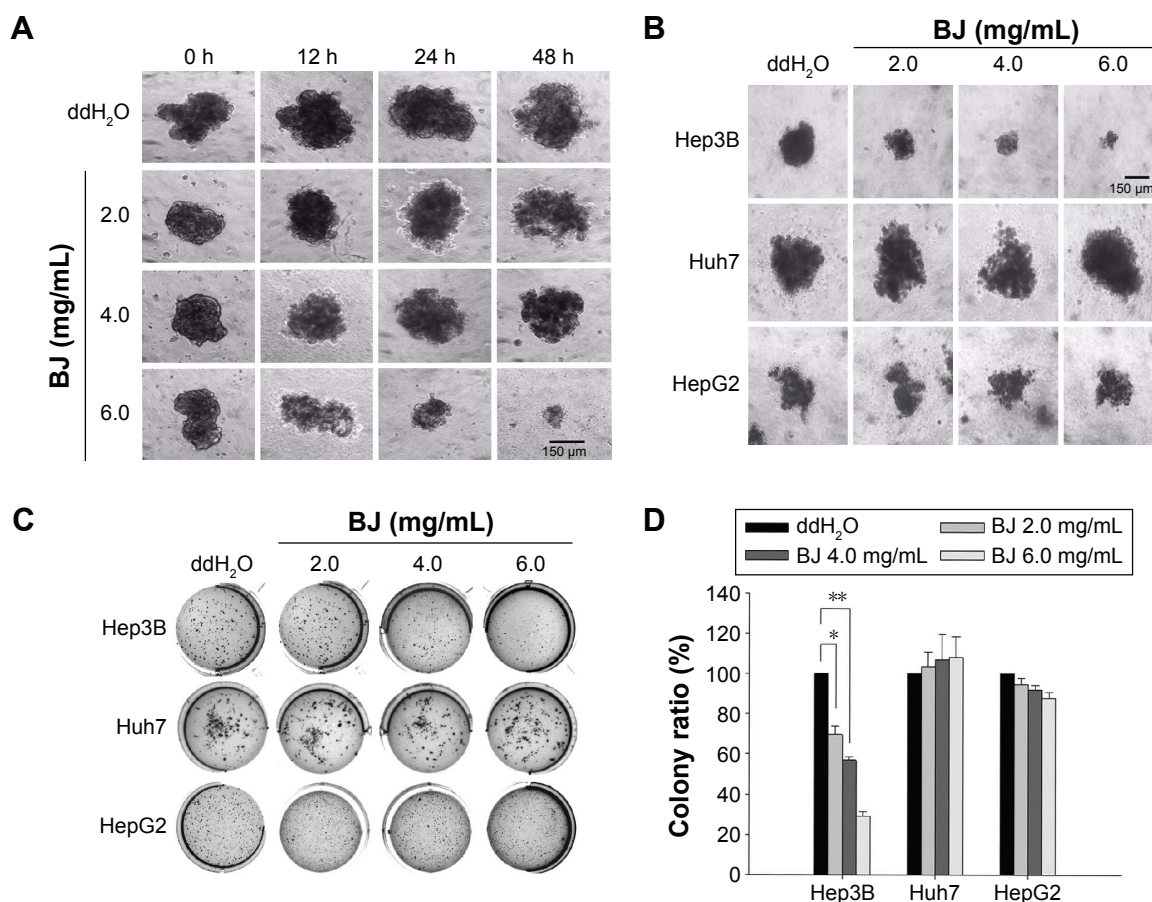 A
0 h 12 h 24 h 48 h
ddH₂O
BJ (mg/mL)
2.0
4.0
6.0
150 µm
B
BJ (mg/mL)
ddH₂O 2.0 4.0 6.0
Hep3B
150 µm
Huh7
HepG2
C
BJ (mg/mL)
ddH₂O 2.0 4.0 6.0
Hep3B
Huh7
HepG2
D
ddH₂O BJ 2.0 mg/mL
BJ 4.0 mg/mL BJ 6.0 mg/mL
Colony ratio (%)
140
120
100
80
60
40
20
0
**
*
Hep3B Huh7 HepG2